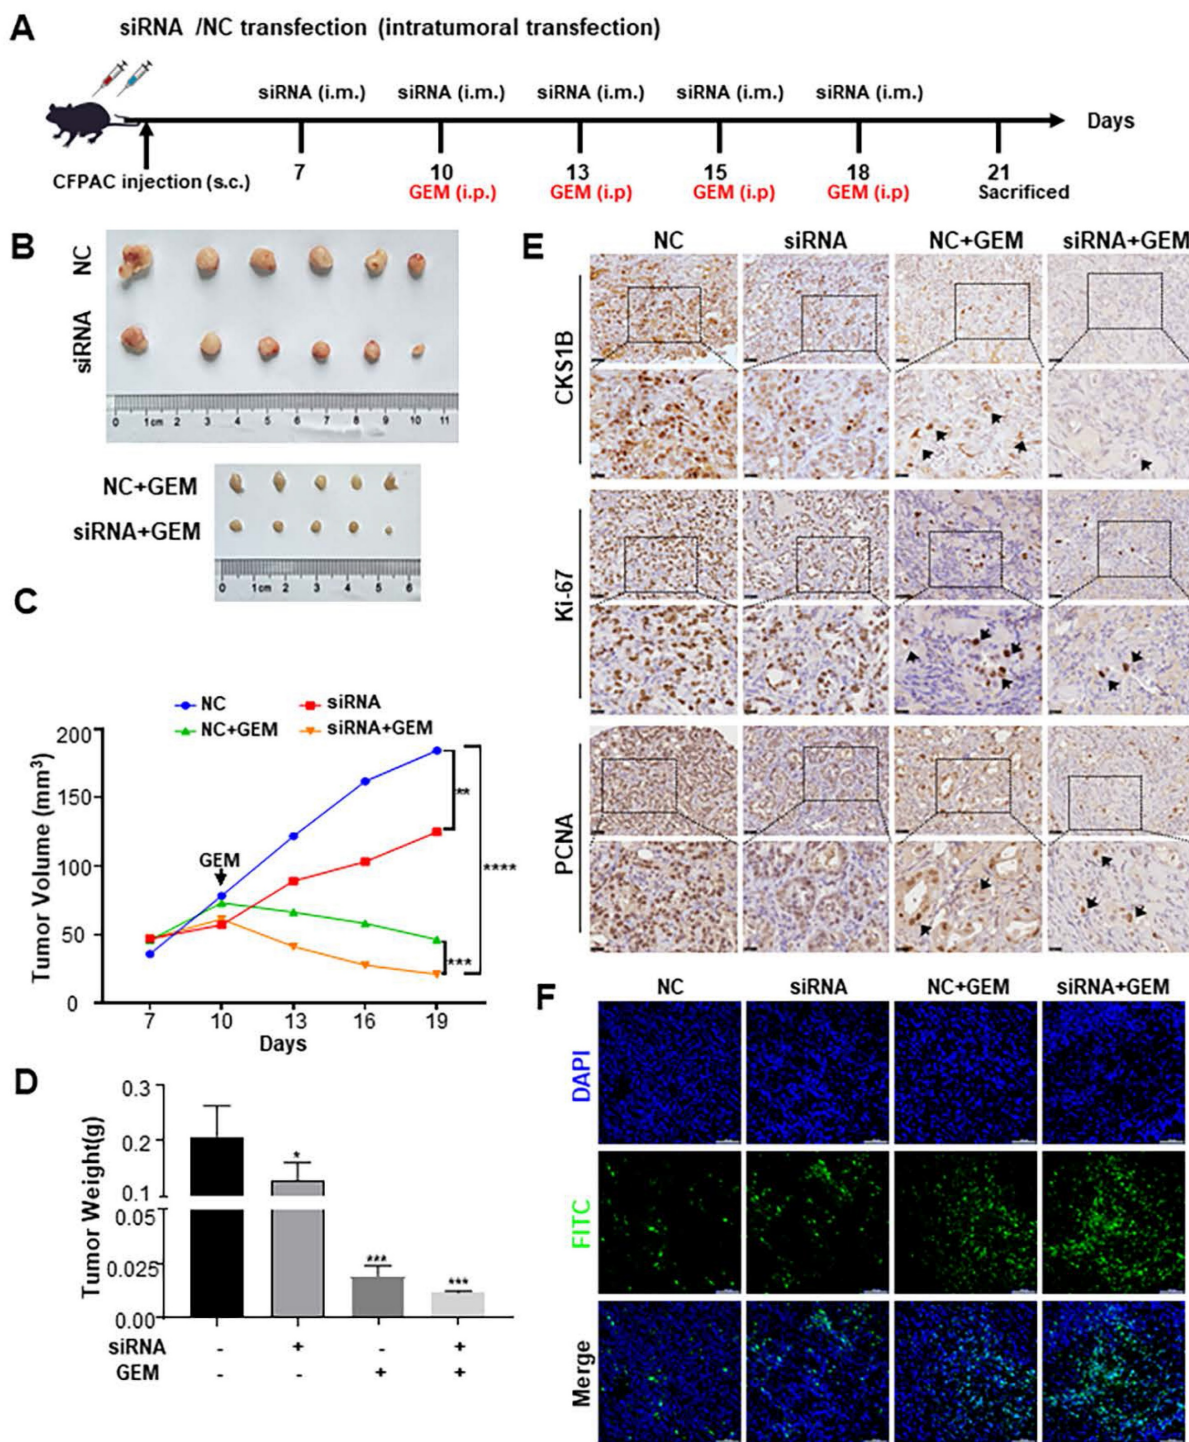 A
siRNA /NC transfection (intratumoral transfection)
siRNA (i.m.) siRNA (i.m.) siRNA (i.m.) siRNA (i.m.) siRNA (i.m.)
Days
7 10 13 15 18 21
CFPAC injection (s.c.)
GEM (i.p.) GEM (i.p) GEM (i.p) GEM (i.p) Sacrificed
B
NC
siRNA
0 1cm 2 3 4 5 6 7 8 9 10 11
NC+GEM
siRNA+GEM
0 1cm 2 3 4 5 6
C
NC siRNA
NC+GEM siRNA+GEM
Tumor Volume (mm³)
200
150
100
50
0
GEM
**
****
***
7 10 13 16 19
Days
D
Tumor Weight(g)
0.3
0.2
0.1
0.05
0.025
0.00
*
***
***
siRNA - + - +
GEM - - + +
E
NC siRNA NC+GEM siRNA+GEM
CKS1B
Ki-67
PCNA
F
NC siRNA NC+GEM siRNA+GEM
DAPI
FITC
Merge